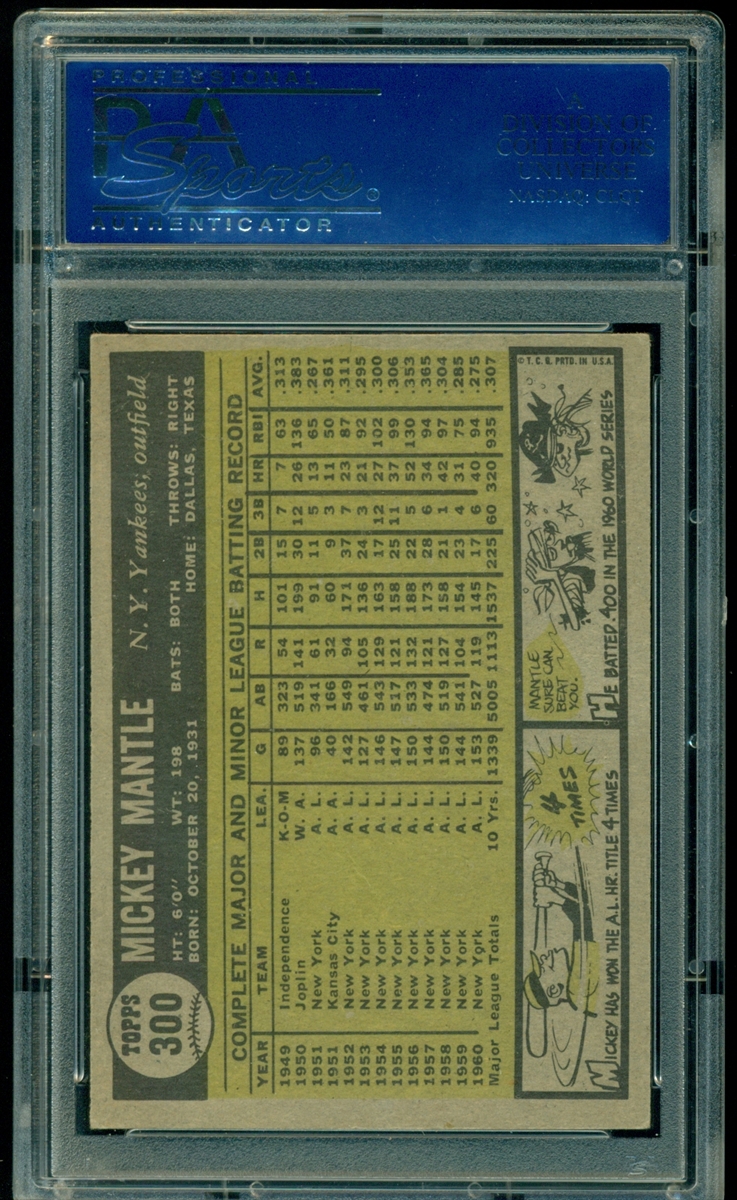 PROFESSIONAL
PSA
Sports®
AUTHENTICATOR
A
DIVISION OF
COLLECTORS
UNIVERSE
NASDAQ: CLCT
TOPPS
300
MICKEY MANTLE N. Y. Yankees, outfield
HT: 6'0" WT: 198 BATS: BOTH THROWS: RIGHT
BORN: OCTOBER 20, 1931 HOME: DALLAS, TEXAS
COMPLETE MAJOR AND MINOR LEAGUE BATTING RECORD
YEAR TEAM LEA. G AB R H 2B 3B HR RBI AVG.
1949 Independence K-O-M 89 323 54 101 15 7 7 63 .313
1950 Joplin W. A. 137 519 141 199 30 12 26 136 .383
1951 New York A. L. 96 341 61 91 11 5 13 65 .267
1951 Kansas City A. A. 40 166 32 60 9 3 11 50 .361
1952 New York A. L. 142 549 94 171 37 7 23 87 .311
1953 New York A. L. 127 461 105 136 24 3 21 92 .295
1954 New York A. L. 146 543 129 163 17 12 27 102 .300
1955 New York A. L. 147 517 121 158 25 11 37 99 .306
1956 New York A. L. 150 533 132 188 22 5 52 130 .353
1957 New York A. L. 144 474 121 173 28 6 34 94 .365
1958 New York A. L. 150 519 127 158 21 1 42 97 .304
1959 New York A. L. 144 541 104 154 23 4 31 75 .285
1960 New York A. L. 153 527 119 145 17 6 40 94 .275
Major League Totals 10 Yrs. 1339 5005 1113 1537 225 60 320 935 .307
4
TIMES
MICKEY HAS WON THE A.L. HR. TITLE 4 TIMES
MANTLE
SURE CAN
BEAT
YOU.
HE BATTED .400 IN THE 1960 WORLD SERIES
© T. C. G. PRTD. IN U.S.A.